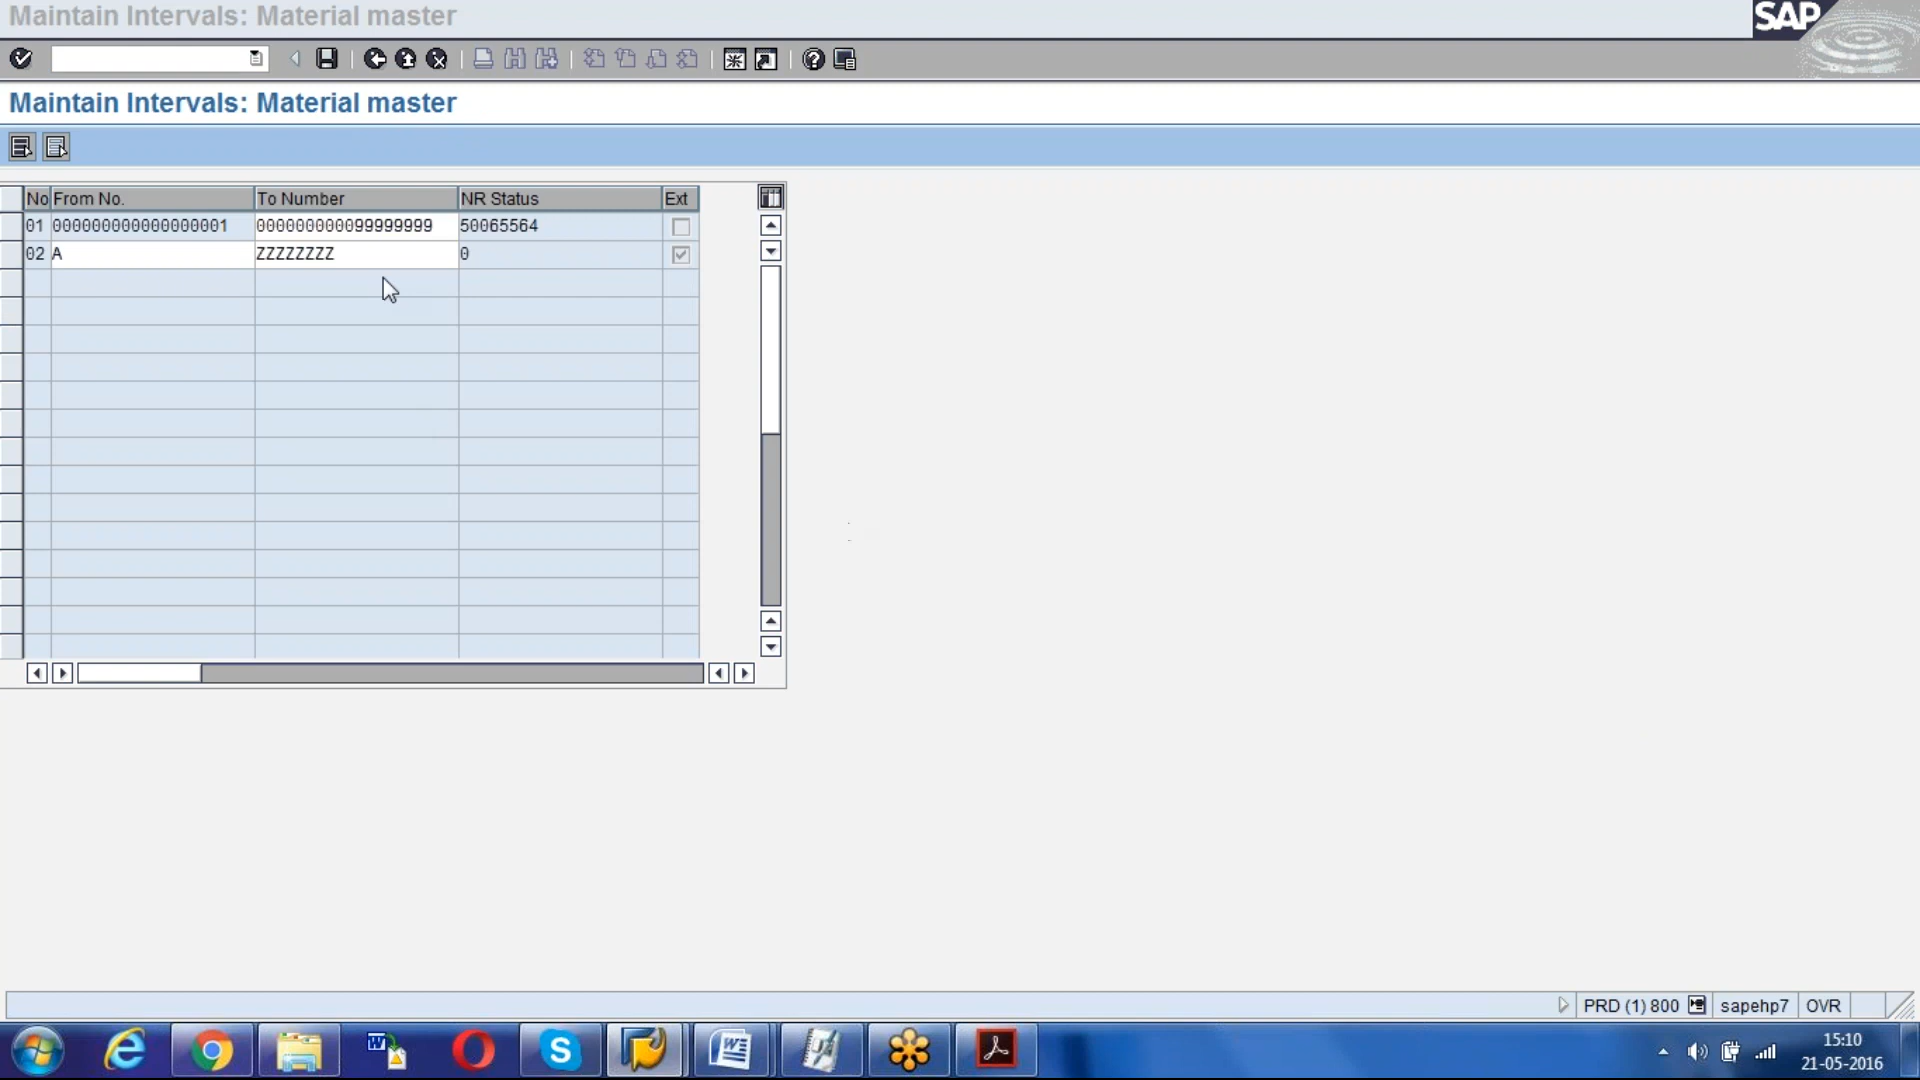 Maintain Intervals: Material master
SAP
Maintain Intervals: Material master
No From No. To Number NR Status Ext
01 000000000000000001 000000000099999999 50065564
02 A ZZZZZZZZ 0
PRD (1) 800 sapehp7 OVR
15:10
21-05-2016